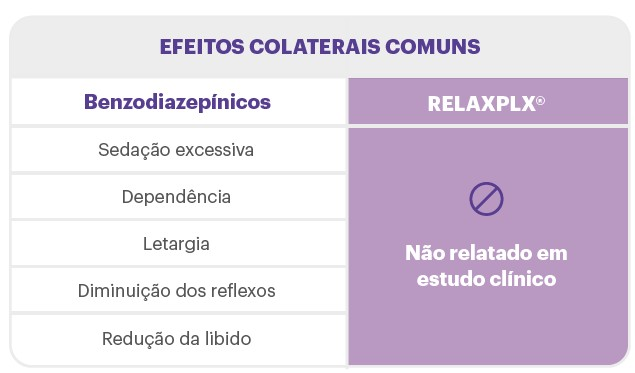 EFEITOS COLATERAIS COMUNS
Benzodiazepínicos
RELAXPLX®
Sedação excessiva
Dependência
Letargia
Diminuição dos reflexos
Redução da libido
Não relatado em
estudo clínico